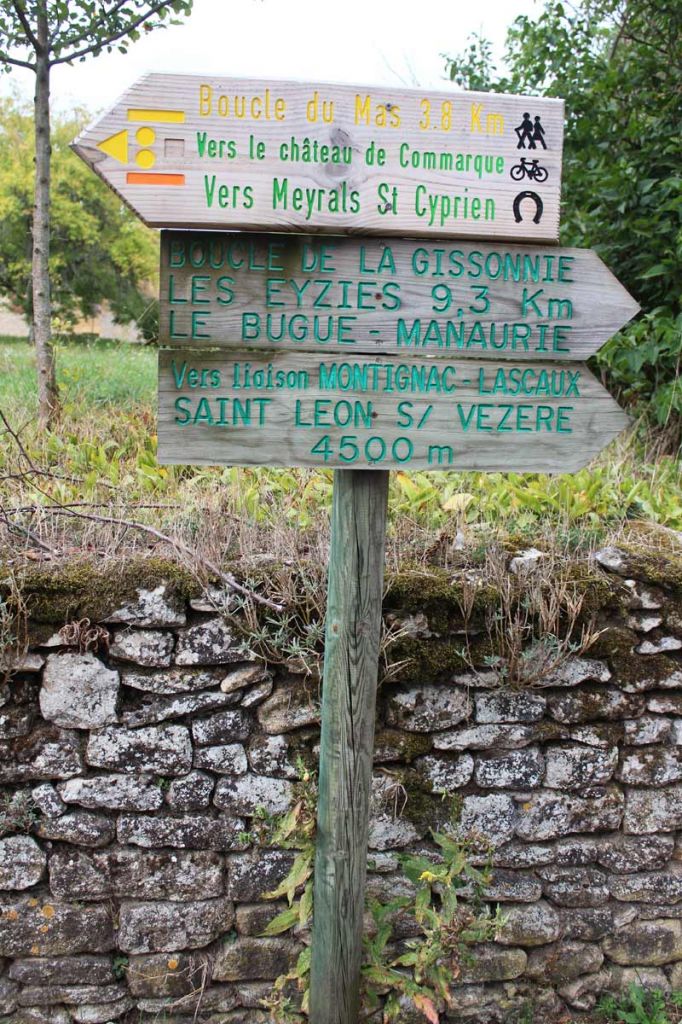 Boucle du Mas 3.8 Km
Vers le château de Commarque
Vers Meyrals St Cyprien
BOUCLE DE LA GISSONNIE
LES EYZIES 9,3 Km
LE BUGUE - MANAURIE
Vers liaison MONTIGNAC - LASCAUX
SAINT LEON S/ VEZERE
4500 m